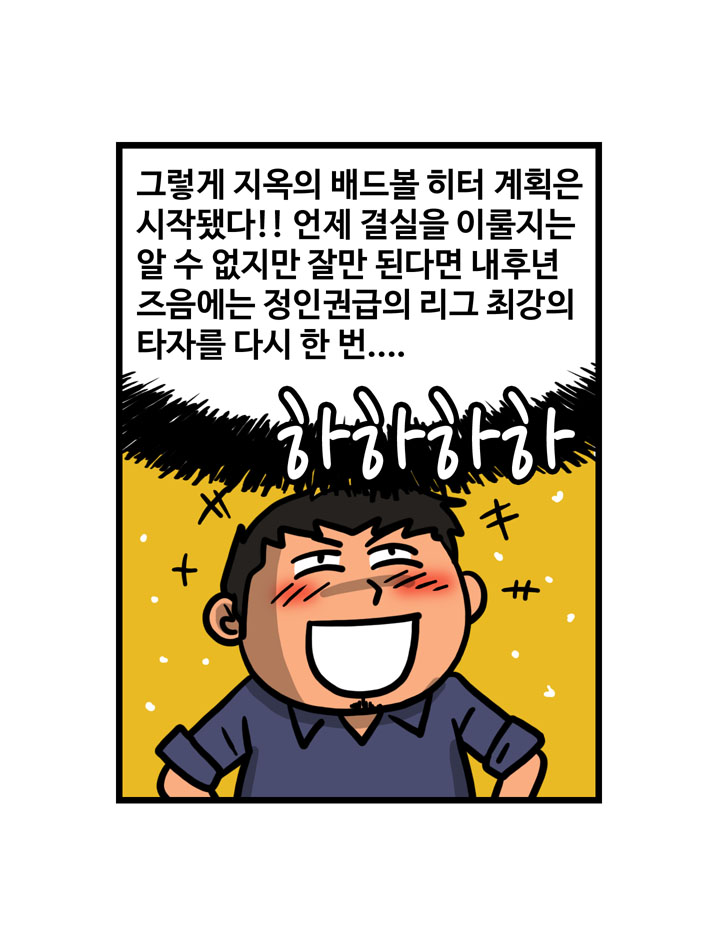 그렇게 지옥의 배드볼 히터 계획은
시작됐다!! 언제 결실을 이룰지는
알 수 없지만 잘만 된다면 내후년
즈음에는 정인권급의 리그 최강의
타자를 다시 한 번....
하하하하